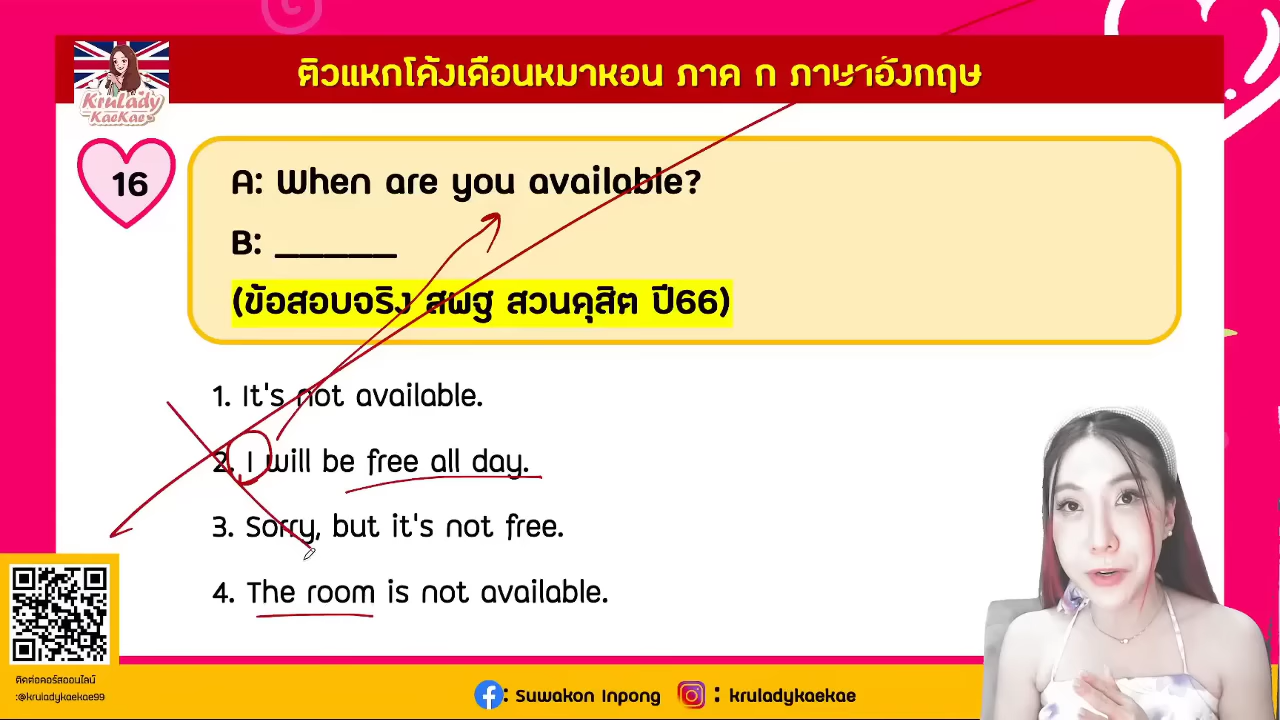 ติวแหกโค้งเดือนหมาหอน ภาค ก ภาษาอังกฤษ
KruLady
KaeKae
16
A: When are you available?
B: _____
(ข้อสอบจริง สพฐ สวนดุสิต ปี66)
1. It's not available.
2. I will be free all day.
3. Sorry, but it's not free.
4. The room is not available.
ติดต่อคอร์สออนไลน์
:@kruladykaekae99
: Suwakon Inpong : kruladykaekae